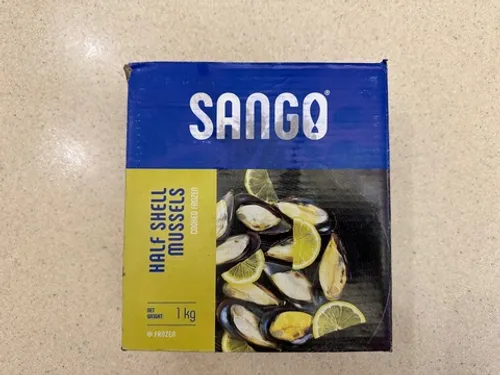 SANGO®
HALF SHELL
MUSSELS
COOKED FROZEN
NET
WEIGHT:
1 kg
FROZEN